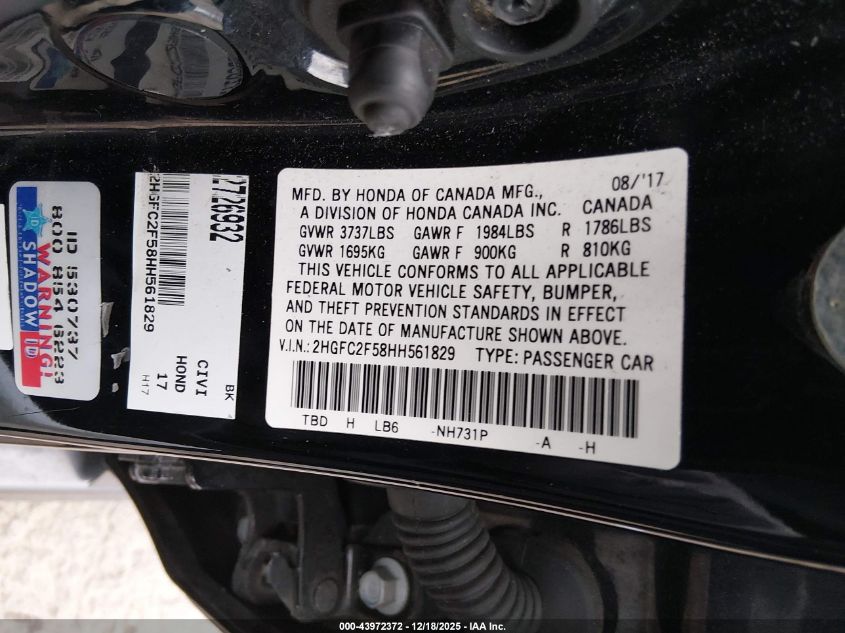 MFD. BY HONDA OF CANADA MFG., 08/'17
A DIVISION OF HONDA CANADA INC. CANADA
GVWR 3737LBS GAWR F 1984LBS R 1786LBS
GVWR 1695KG GAWR F 900KG R 810KG
THIS VEHICLE CONFORMS TO ALL APPLICABLE
FEDERAL MOTOR VEHICLE SAFETY, BUMPER,
AND THEFT PREVENTION STANDARDS IN EFFECT
ON THE DATE OF MANUFACTURE SHOWN ABOVE.
V.I.N.: 2HGFC2F58HH561829 TYPE: PASSENGER CAR
TBD H LB6 -NH731P -A -H
2HGFC2F58HH561829
BK
CIVI
HOND
17
H17
ID
SHADOW ID
WARNING!
ID 530737
800 854 6223
000-43972372 | 12/18/2025 | IAA Inc.